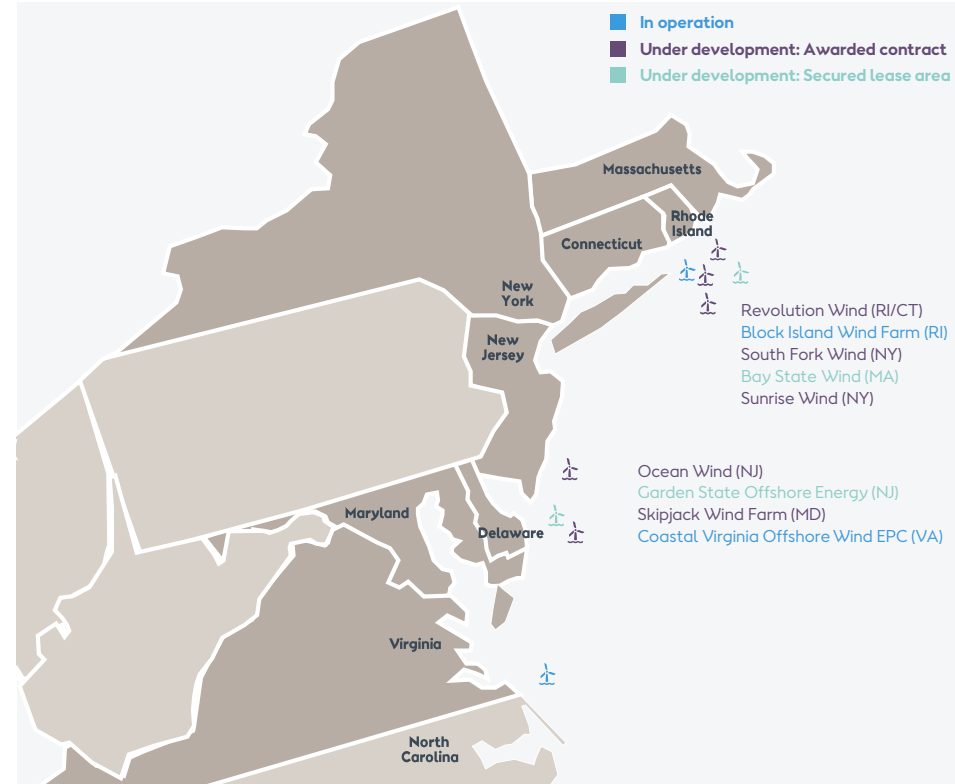 In operation
Under development: Awarded contract
Under development: Secured lease area
Massachusetts
Rhode
Island
Connecticut
New
York
New
Jersey
Revolution Wind (RI/CT)
Block Island Wind Farm (RI)
South Fork Wind (NY)
Bay State Wind (MA)
Sunrise Wind (NY)
Ocean Wind (NJ)
Garden State Offshore Energy (NJ)
Skipjack Wind Farm (MD)
Coastal Virginia Offshore Wind EPC (VA)
Maryland
Delaware
Virginia
North
Carolina